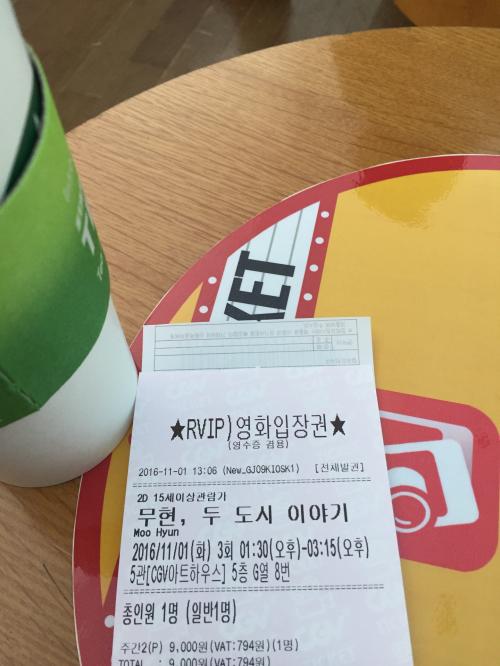 KET
★RVIP)영화입장권★
(영수증 겸용)
2016-11-01 13:06 (New_GJ09KIOSK1) [전체발권]
2D 15세이상관람가
무현, 두 도시 이야기
Moo Hyun
2016/11/01(화) 3회 01:30(오후)-03:15(오후)
5관[CGV아트하우스] 5층 G열 8번
총인원 1명 (일반1명)
주간2(P) 9,000원(VAT:794원)(1명)
TOTAL : 9,000원(VAT:794원)